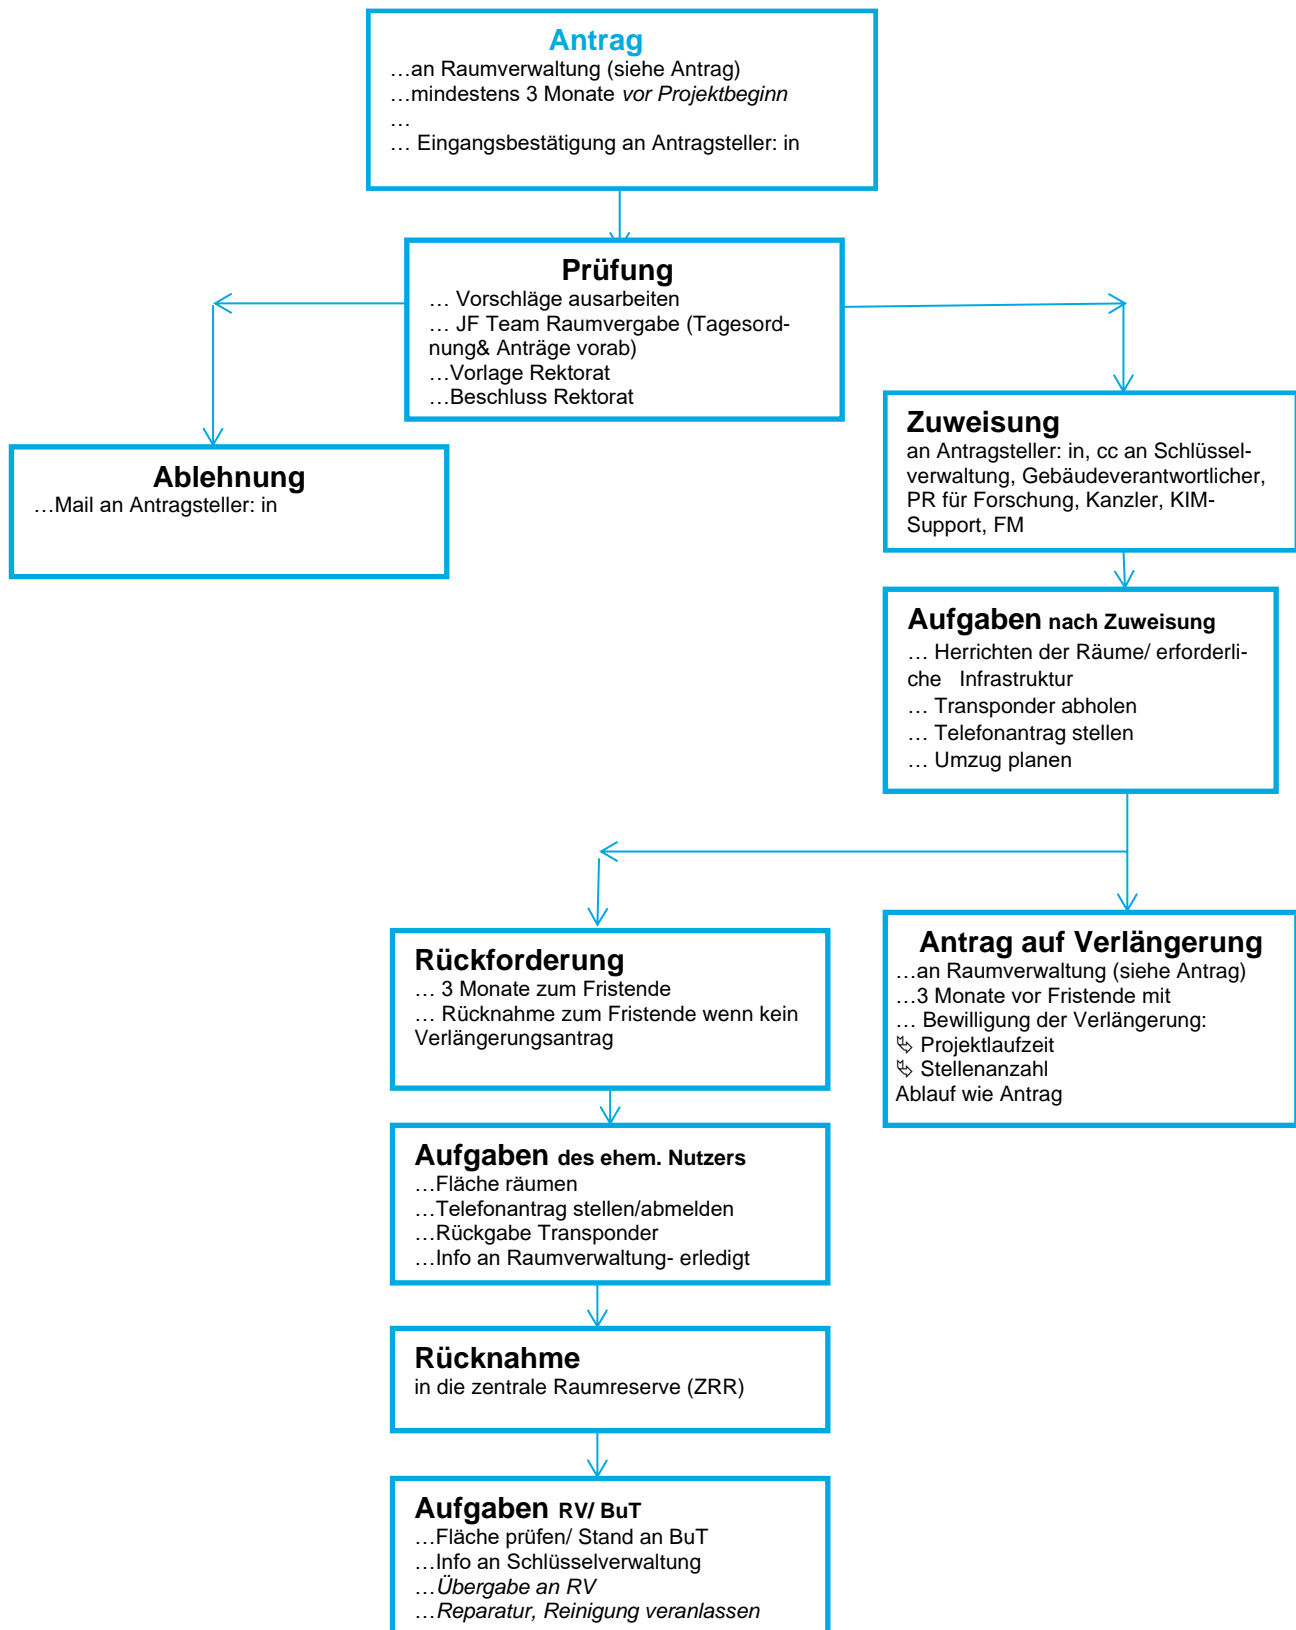 Antrag
…an Raumverwaltung (siehe Antrag)
…mindestens 3 Monate vor Projektbeginn
…
… Eingangsbestätigung an Antragsteller: in
Prüfung
… Vorschläge ausarbeiten
… JF Team Raumvergabe (Tagesord-
nung& Anträge vorab)
…Vorlage Rektorat
…Beschluss Rektorat
Ablehnung
…Mail an Antragsteller: in
Zuweisung
an Antragsteller: in, cc an Schlüssel-
verwaltung, Gebäudeverantwortlicher,
PR für Forschung, Kanzler, KIM-
Support, FM
Aufgaben nach Zuweisung
… Herrichten der Räume/ erforderli-
che Infrastruktur
… Transponder abholen
… Telefonantrag stellen
… Umzug planen
Rückforderung
… 3 Monate zum Fristende
… Rücknahme zum Fristende wenn kein
Verlängerungsantrag
Antrag auf Verlängerung
…an Raumverwaltung (siehe Antrag)
…3 Monate vor Fristende mit
… Bewilligung der Verlängerung:
⤷ Projektlaufzeit
⤷ Stellenanzahl
Ablauf wie Antrag
Aufgaben des ehem. Nutzers
…Fläche räumen
…Telefonantrag stellen/abmelden
…Rückgabe Transponder
…Info an Raumverwaltung- erledigt
Rücknahme
in die zentrale Raumreserve (ZRR)
Aufgaben RV/ BuT
…Fläche prüfen/ Stand an BuT
…Info an Schlüsselverwaltung
…Übergabe an RV
…Reparatur, Reinigung veranlassen